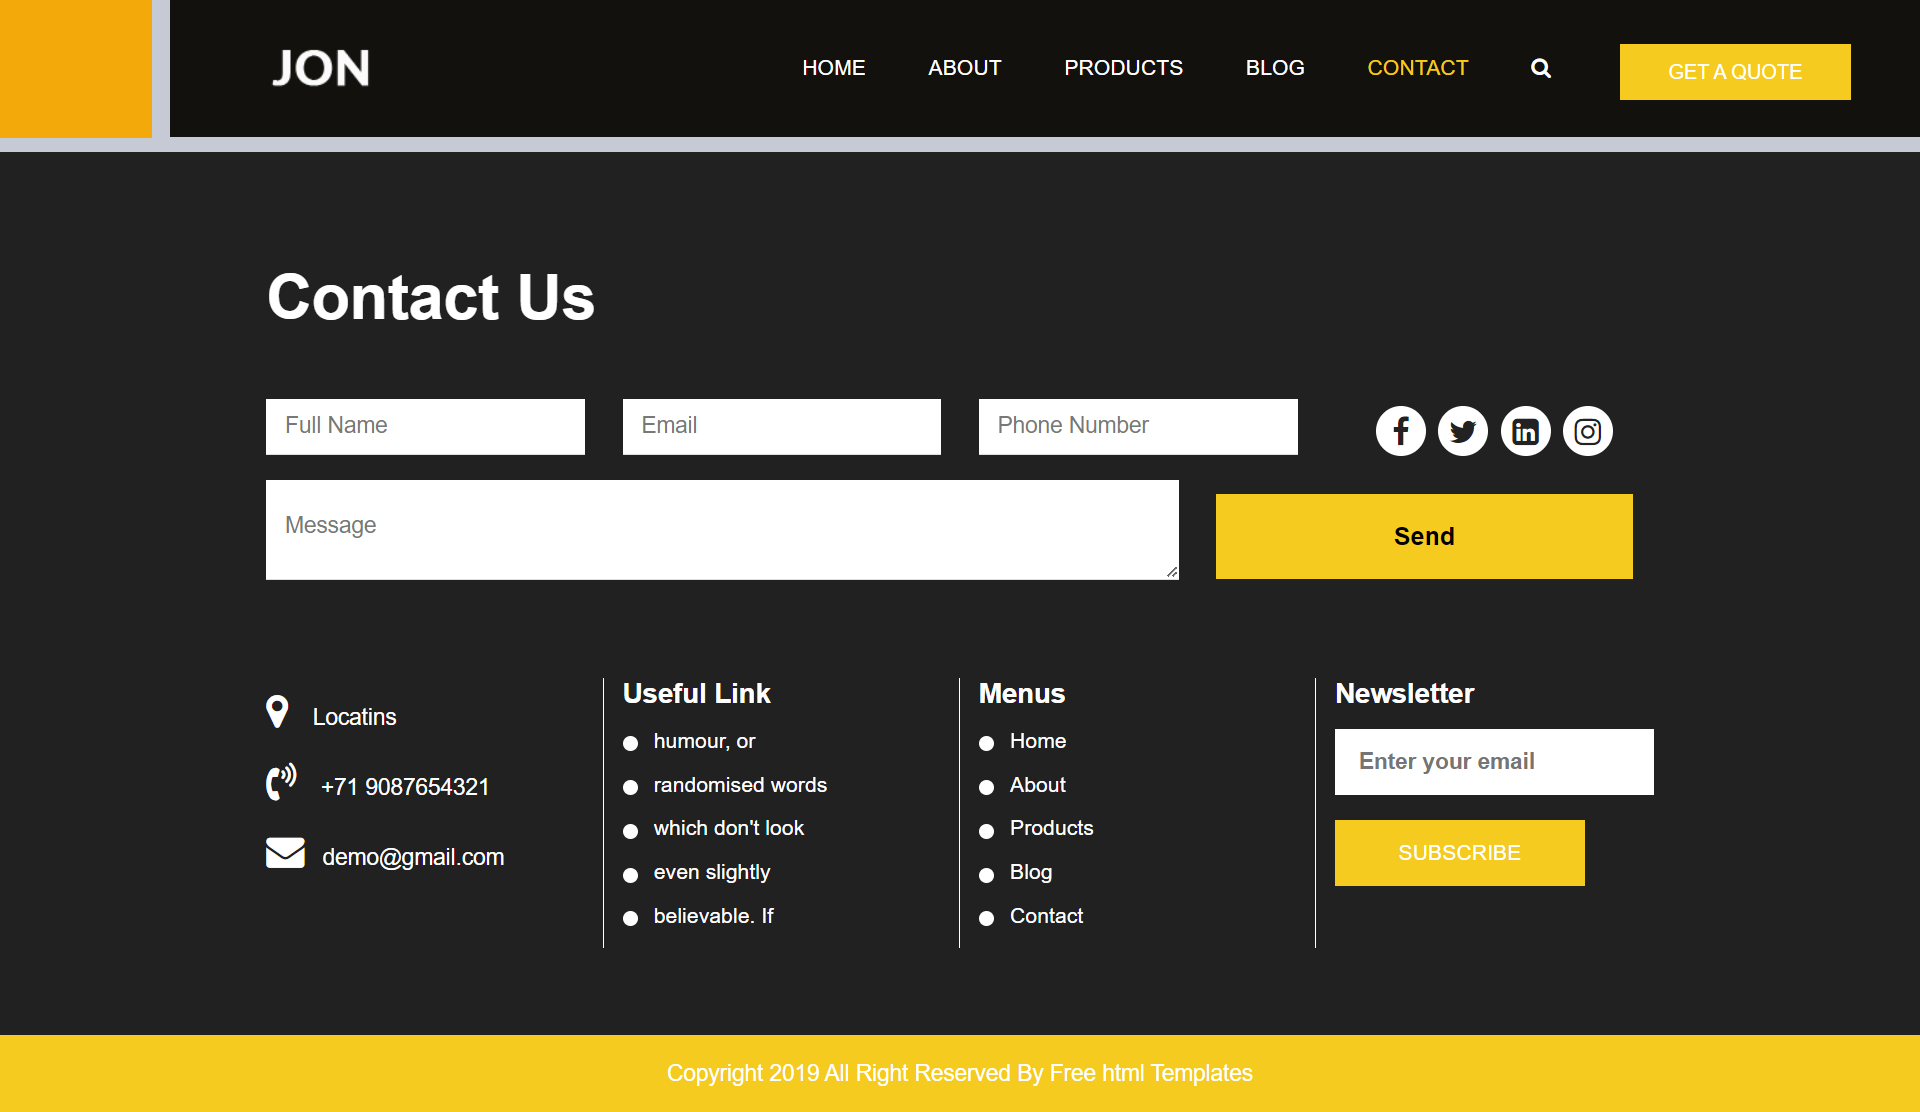 JON
HOME
ABOUT
PRODUCTS
BLOG
CONTACT
GET A QUOTE
Contact Us
Full Name
Email
Phone Number
Message
Send
Locatins
+71 9087654321
demo@gmail.com
Useful Link
humour, or
randomised words
which don't look
even slightly
believable. If
Menus
Home
About
Products
Blog
Contact
Newsletter
Enter your email
SUBSCRIBE
Copyright 2019 All Right Reserved By Free html Templates